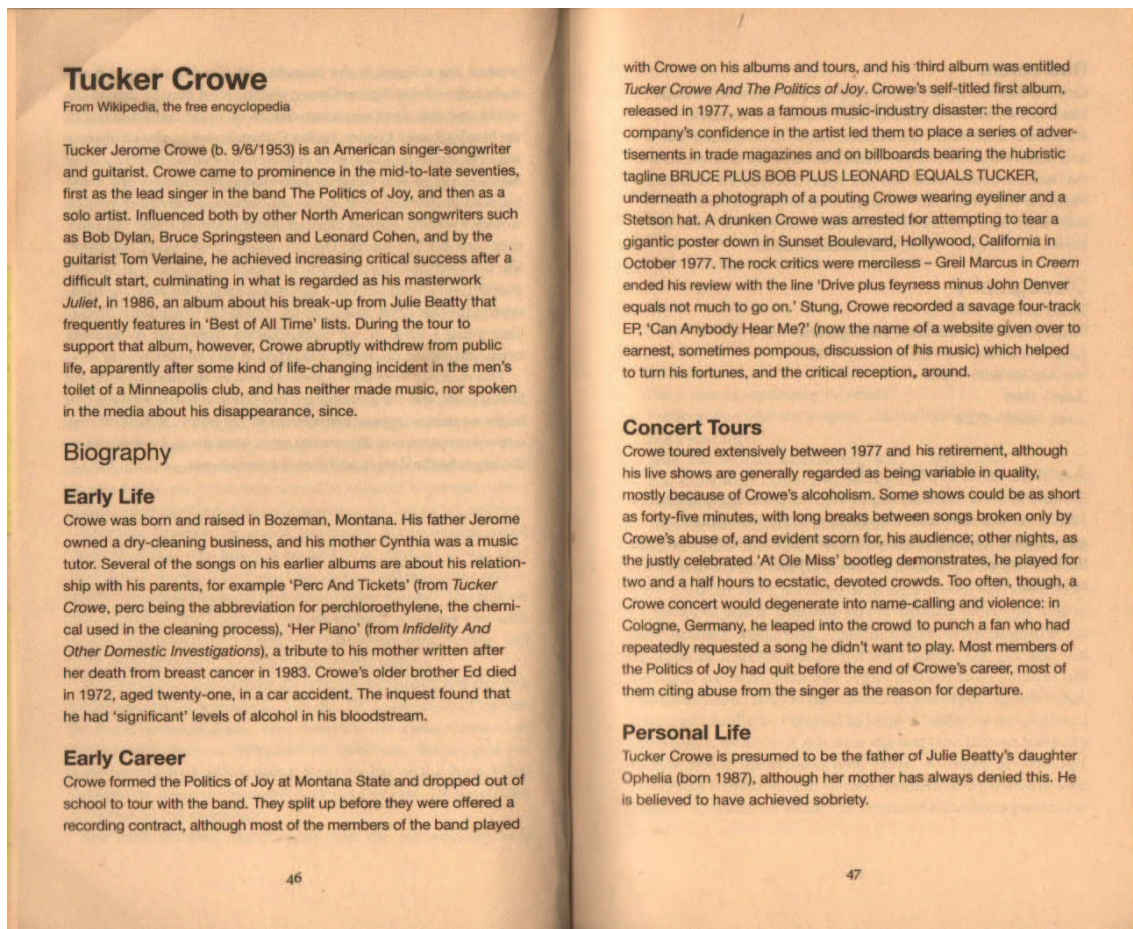 Tucker Crowe
From Wikipedia, the free encyclopedia
Tucker Jerome Crowe (b. 9/6/1953) is an American singer-songwriter
and guitarist. Crowe came to prominence in the mid-to-late seventies,
first as the lead singer in the band The Politics of Joy, and then as a
solo artist. Influenced both by other North American songwriters such
as Bob Dylan, Bruce Springsteen and Leonard Cohen, and by the
guitarist Tom Verlaine, he achieved increasing critical success after a
difficult start, culminating in what is regarded as his masterwork
Juliet, in 1986, an album about his break-up from Julie Beatty that
frequently features in ‘Best of All Time’ lists. During the tour to
support that album, however, Crowe abruptly withdrew from public
life, apparently after some kind of life-changing incident in the men’s
toilet of a Minneapolis club, and has neither made music, nor spoken
in the media about his disappearance, since.
Biography
Early Life
Crowe was born and raised in Bozeman, Montana. His father Jerome
owned a dry-cleaning business, and his mother Cynthia was a music
tutor. Several of the songs on his earlier albums are about his relation-
ship with his parents, for example ‘Perc And Tickets’ (from Tucker
Crowe, perc being the abbreviation for perchloroethylene, the chemi-
cal used in the cleaning process), ‘Her Piano’ (from Infidelity And
Other Domestic Investigations), a tribute to his mother written after
her death from breast cancer in 1983. Crowe’s older brother Ed died
in 1972, aged twenty-one, in a car accident. The inquest found that
he had ‘significant’ levels of alcohol in his bloodstream.
Early Career
Crowe formed the Politics of Joy at Montana State and dropped out of
school to tour with the band. They split up before they were offered a
recording contract, although most of the members of the band played
46
with Crowe on his albums and tours, and his third album was entitled
Tucker Crowe And The Politics of Joy. Crowe’s self-titled first album,
released in 1977, was a famous music-industry disaster: the record
company’s confidence in the artist led them to place a series of adver-
tisements in trade magazines and on billboards bearing the hubristic
tagline BRUCE PLUS BOB PLUS LEONARD EQUALS TUCKER,
underneath a photograph of a pouting Crowe wearing eyeliner and a
Stetson hat. A drunken Crowe was arrested for attempting to tear a
gigantic poster down in Sunset Boulevard, Hollywood, California in
October 1977. The rock critics were merciless – Greil Marcus in Creem
ended his review with the line ‘Drive plus feyness minus John Denver
equals not much to go on.’ Stung, Crowe recorded a savage four-track
EP, ‘Can Anybody Hear Me?’ (now the name of a website given over to
earnest, sometimes pompous, discussion of his music) which helped
to turn his fortunes, and the critical reception, around.
Concert Tours
Crowe toured extensively between 1977 and his retirement, although
his live shows are generally regarded as being variable in quality,
mostly because of Crowe’s alcoholism. Some shows could be as short
as forty-five minutes, with long breaks between songs broken only by
Crowe’s abuse of, and evident scorn for, his audience; other nights, as
the justly celebrated ‘At Ole Miss’ bootleg demonstrates, he played for
two and a half hours to ecstatic, devoted crowds. Too often, though, a
Crowe concert would degenerate into name-calling and violence: in
Cologne, Germany, he leaped into the crowd to punch a fan who had
repeatedly requested a song he didn’t want to play. Most members of
the Politics of Joy had quit before the end of Crowe’s career, most of
them citing abuse from the singer as the reason for departure.
Personal Life
Tucker Crowe is presumed to be the father of Julie Beatty’s daughter
Ophelia (born 1987), although her mother has always denied this. He
is believed to have achieved sobriety.
47